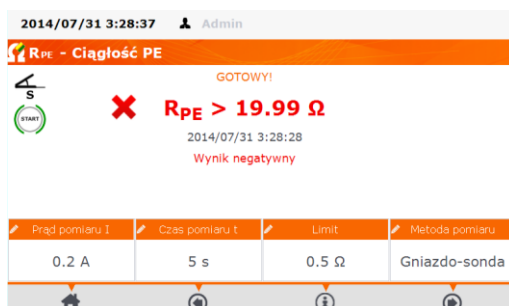 2014/07/31 3:28:37 Admin
RPE - Ciągłość PE
GOTOWY!
S
START
RPE > 19.99 Ω
2014/07/31 3:28:28
Wynik negatywny
Prąd pomiaru I Czas pomiaru t Limit Metoda pomiaru
0.2 A 5 s 0.5 Ω Gniazdo-sonda